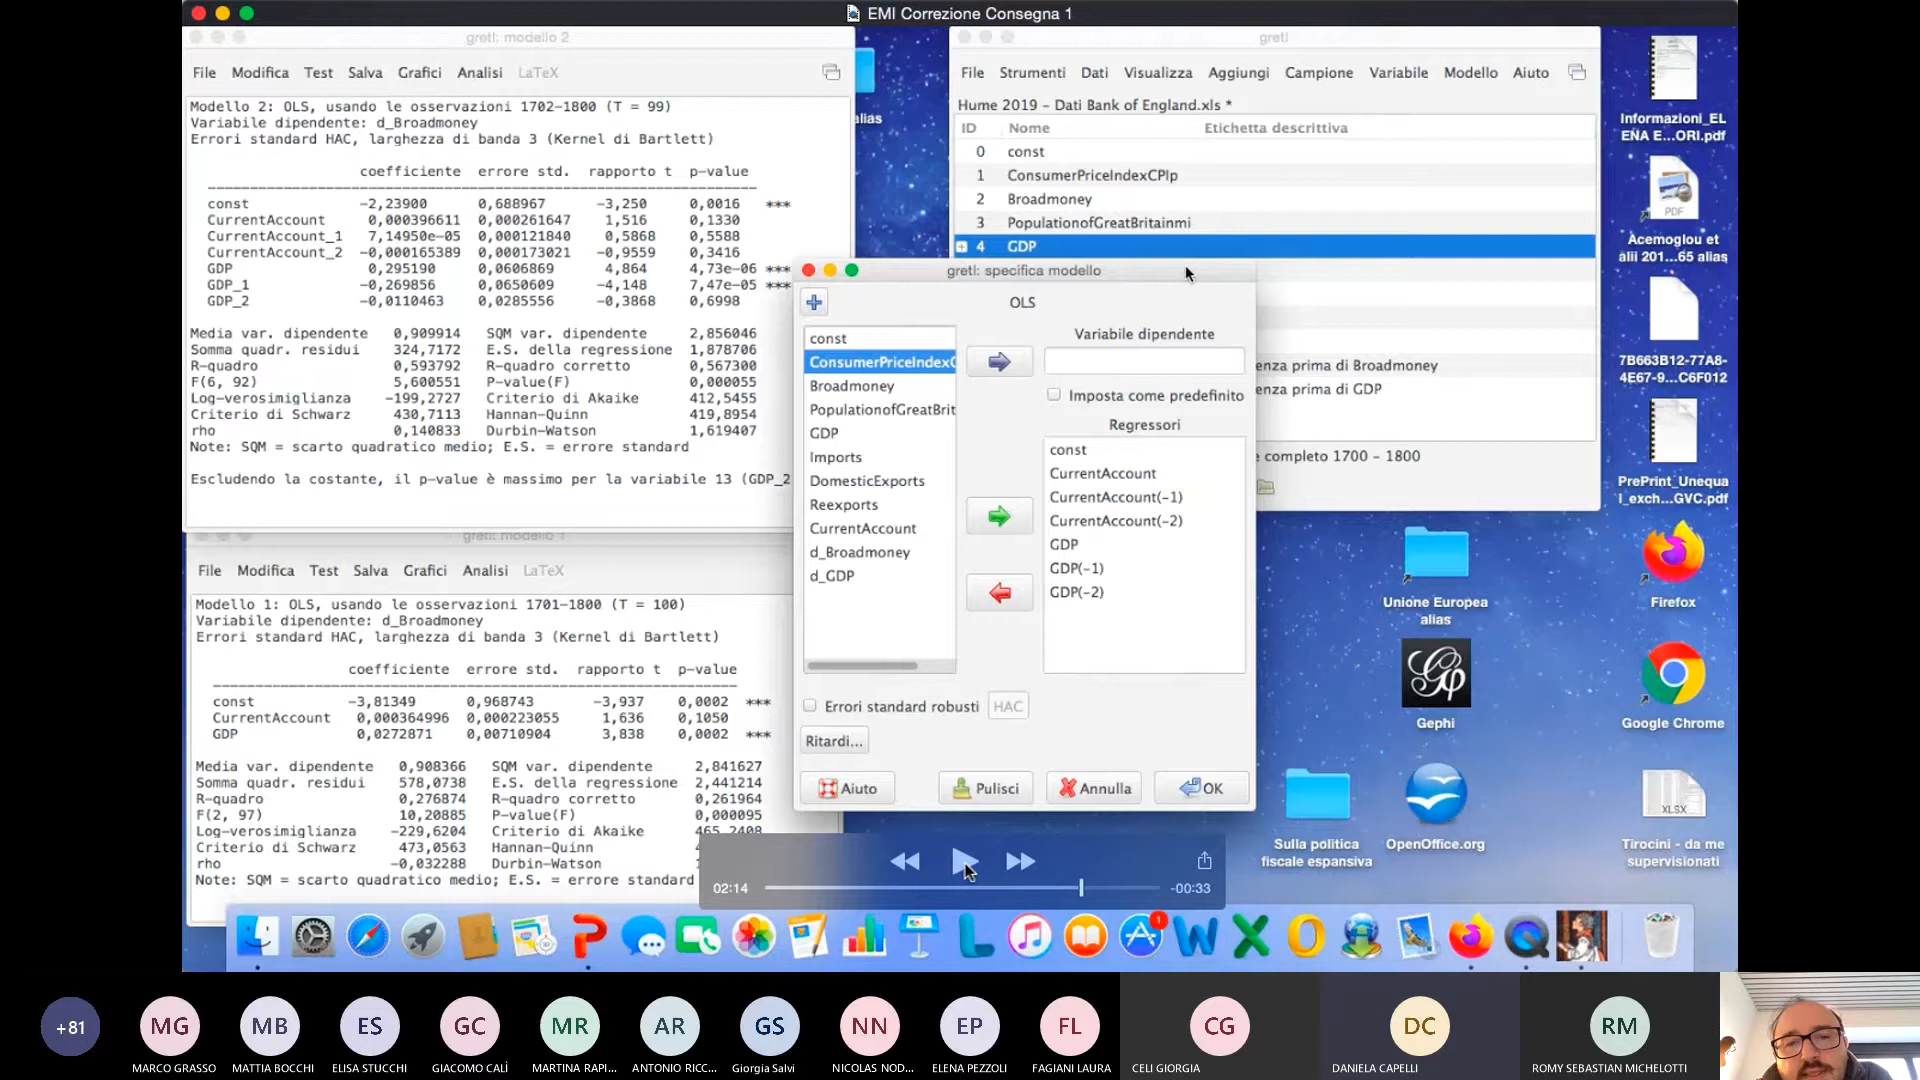 EMI Correzione Consegna 1
gretl: modello 2
File Modifica Test Salva Grafici Analisi LaTeX
Modello 2: OLS, usando le osservazioni 1702-1800 (T = 99)
Variabile dipendente: d_Broadmoney
Errori standard HAC, larghezza di banda 3 (Kernel di Bartlett)
coefficiente errore std. rapporto t p-value
const -2,23900 0,688967 -3,250 0,0016 ***
CurrentAccount 0,000396611 0,000261647 1,516 0,1330
CurrentAccount_1 7,14950e-05 0,000121840 0,5868 0,5588
CurrentAccount_2 -0,000165389 0,000173021 -0,9559 0,3416
GDP 0,295190 0,0606869 4,864 4,73e-06 ***
GDP_1 -0,269856 0,0650609 -4,148 7,47e-05 ***
GDP_2 -0,0110463 0,0285556 -0,3868 0,6998
Media var. dipendente 0,909914 SQM var. dipendente 2,856046
Somma quadr. residui 324,7172 E.S. della regressione 1,878706
R-quadro 0,593792 R-quadro corretto 0,567300
F(6, 92) 5,600551 P-value(F) 0,000055
Log-verosimiglianza -199,2727 Criterio di Akaike 412,5455
Criterio di Schwarz 430,7113 Hannan-Quinn 419,8954
rho 0,140833 Durbin-Watson 1,619407
Note: SQM = scarto quadratico medio; E.S. = errore standard
Escludendo la costante, il p-value è massimo per la variabile 13 (GDP_2
gretl: modello 1
File Modifica Test Salva Grafici Analisi LaTeX
Modello 1: OLS, usando le osservazioni 1701-1800 (T = 100)
Variabile dipendente: d_Broadmoney
Errori standard HAC, larghezza di banda 3 (Kernel di Bartlett)
coefficiente errore std. rapporto t p-value
const -3,81349 0,968743 -3,937 0,0002 ***
CurrentAccount 0,000364996 0,000223055 1,636 0,1050
GDP 0,0272871 0,00710904 3,838 0,0002 ***
Media var. dipendente 0,908366 SQM var. dipendente 2,841627
Somma quadr. residui 578,0738 E.S. della regressione 2,441214
R-quadro 0,276874 R-quadro corretto 0,261964
F(2, 97) 10,20885 P-value(F) 0,000095
Log-verosimiglianza -229,6204 Criterio di Akaike 465,2408
Criterio di Schwarz 473,0563 Hannan-Quinn 4
rho -0,032288 Durbin-Watson
Note: SQM = scarto quadratico medio; E.S. = errore standard
alias
gretl
File Strumenti Dati Visualizza Aggiungi Campione Variabile Modello Aiuto
Hume 2019 - Dati Bank of England.xls *
ID Nome Etichetta descrittiva
0 const
1 ConsumerPriceIndexCPIp
2 Broadmoney
3 PopulationofGreatBritainmi
4 GDP
enza prima di Broadmoney
enza prima di GDP
e completo 1700 - 1800
gretl: specifica modello
OLS
const
ConsumerPriceIndexC
Broadmoney
PopulationofGreatBrit
GDP
Imports
DomesticExports
Reexports
CurrentAccount
d_Broadmoney
d_GDP
Variabile dipendente
Imposta come predefinito
Regressori
const
CurrentAccount
CurrentAccount(-1)
CurrentAccount(-2)
GDP
GDP(-1)
GDP(-2)
Errori standard robusti HAC
Ritardi...
Aiuto Pulisci Annulla OK
02:14 -00:33
Informazioni_EL
ENA E...ORI.pdf
PDF
Acemoglou et
alii 201...65 alias
7B663B12-77A8-
4E67-9...C6F012
PrePrint_Unequa
l_exch...GVC.pdf
Unione Europea
alias
Firefox
Gephi
Google Chrome
Sulla politica
fiscale espansiva
OpenOffice.org
XLSX
Tirocini - da me
supervisionati
1
+81
MG
MARCO GRASSO
MB
MATTIA BOCCHI
ES
ELISA STUCCHI
GC
GIACOMO CALÌ
MR
MARTINA RAPI...
AR
ANTONIO RICC...
GS
Giorgia Salvi
NN
NICOLAS NOD...
EP
ELENA PEZZOLI
FL
FAGIANI LAURA
CG
CELI GIORGIA
DC
DANIELA CAPELLI
RM
ROMY SEBASTIAN MICHELOTTI